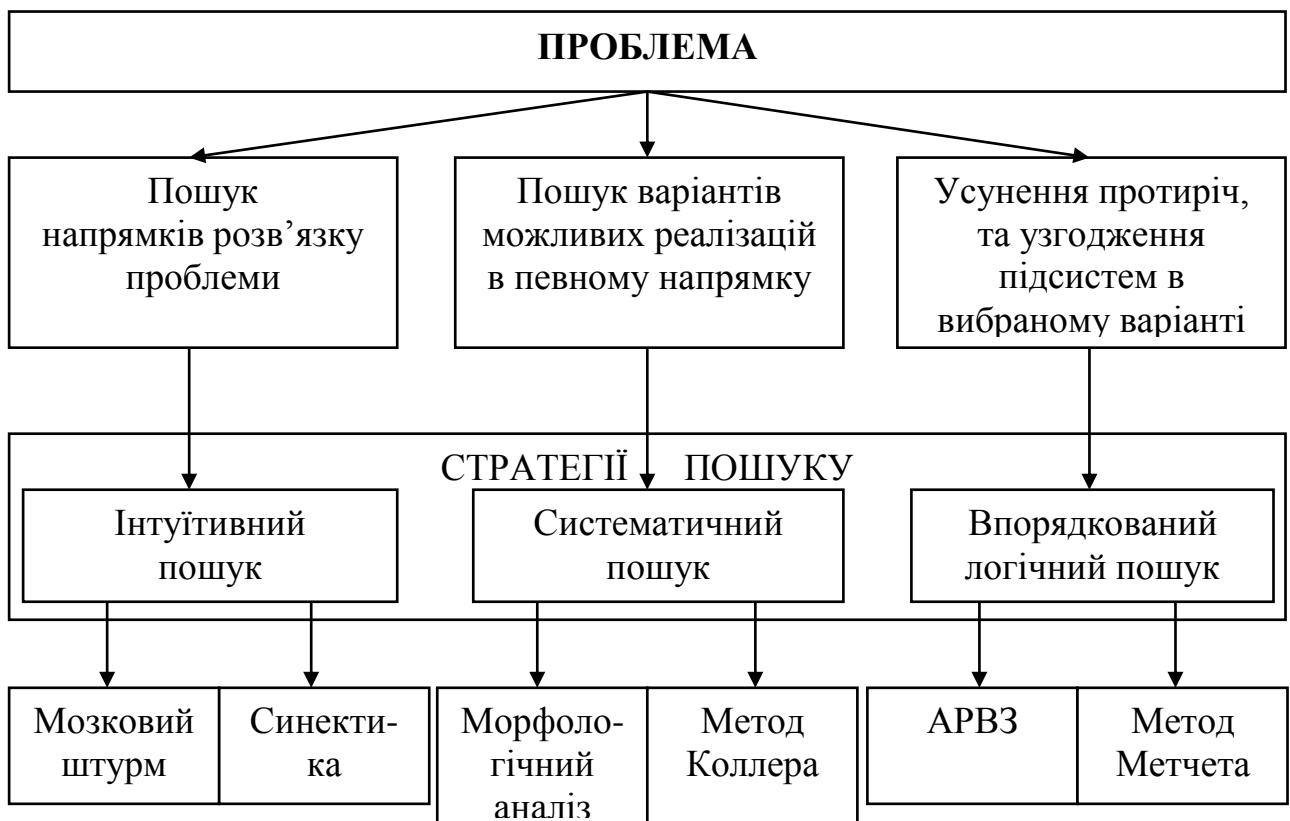 ПРОБЛЕМА
Пошук
напрямків розв’язку
проблеми
Пошук варіантів
можливих реалізацій
в певному напрямку
Усунення протиріч,
та узгодження
підсистем в
вибраному варіанті
СТРАТЕГІЇ ПОШУКУ
Інтуїтивний
пошук
Систематичний
пошук
Впорядкований
логічний пошук
Мозковий
штурм
Синекти-
ка
Морфоло-
гічний
аналіз
Метод
Коллера
АРВЗ
Метод
Метчета